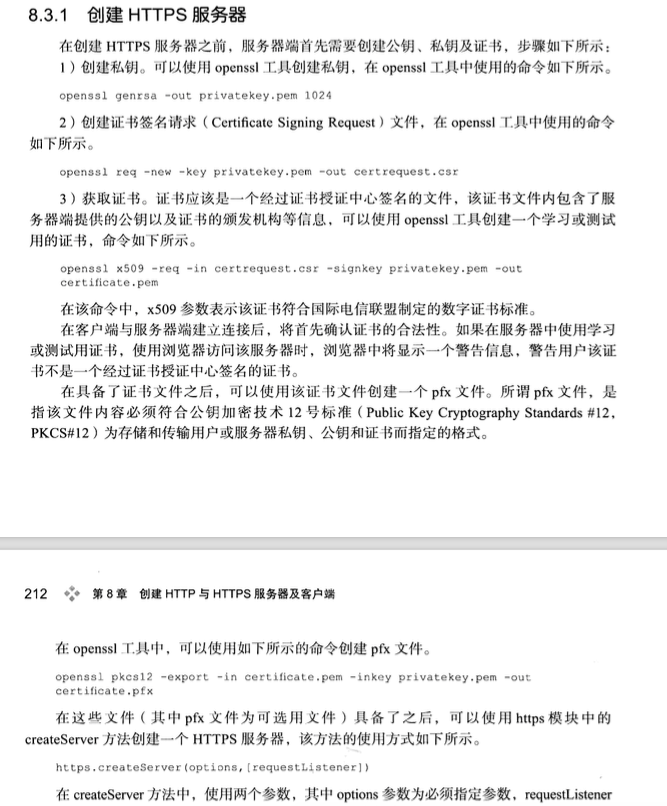 8.3.1 创建 HTTPS 服务器
在创建 HTTPS 服务器之前，服务器端首先需要创建公钥、私钥及证书，步骤如下所示：
1）创建私钥。可以使用 openssl 工具创建私钥，在 openssl 工具中使用的命令如下所示。
openssl genrsa -out privatekey.pem 1024
2）创建证书签名请求（Certificate Signing Request）文件，在 openssl 工具中使用的命令
如下所示。
openssl req -new -key privatekey.pem -out certrequest.csr
3）获取证书。证书应该是一个经过证书授证中心签名的文件，该证书文件内包含了服
务器端提供的公钥以及证书的颁发机构等信息，可以使用 openssl 工具创建一个学习或测试
用的证书，命令如下所示。
openssl x509 -req -in certrequest.csr -signkey privatekey.pem -out
certificate.pem
在该命令中，x509 参数表示该证书符合国际电信联盟制定的数字证书标准。
在客户端与服务器端建立连接后，将首先确认证书的合法性。如果在服务器中使用学习
或测试用证书，使用浏览器访问该服务器时，浏览器中将显示一个警告信息，警告用户该证
书不是一个经过证书授证中心签名的证书。
在具备了证书文件之后，可以使用该证书文件创建一个 pfx 文件。所谓 pfx 文件，是
指该文件内容必须符合公钥加密技术 12 号标准（Public Key Cryptography Standards #12，
PKCS#12）为存储和传输用户或服务器私钥、公钥和证书而指定的格式。
212 第 8 章 创建 HTTP 与 HTTPS 服务器及客户端
在 openssl 工具中，可以使用如下所示的命令创建 pfx 文件。
openssl pkcs12 -export -in certificate.pem -inkey privatekey.pem -out
certificate.pfx
在这些文件（其中 pfx 文件为可选用文件）具备了之后，可以使用 https 模块中的
createServer 方法创建一个 HTTPS 服务器，该方法的使用方式如下所示。
https.createServer(options,[requestListener])
在 createServer 方法中，使用两个参数，其中 options 参数为必须指定参数，requestListener